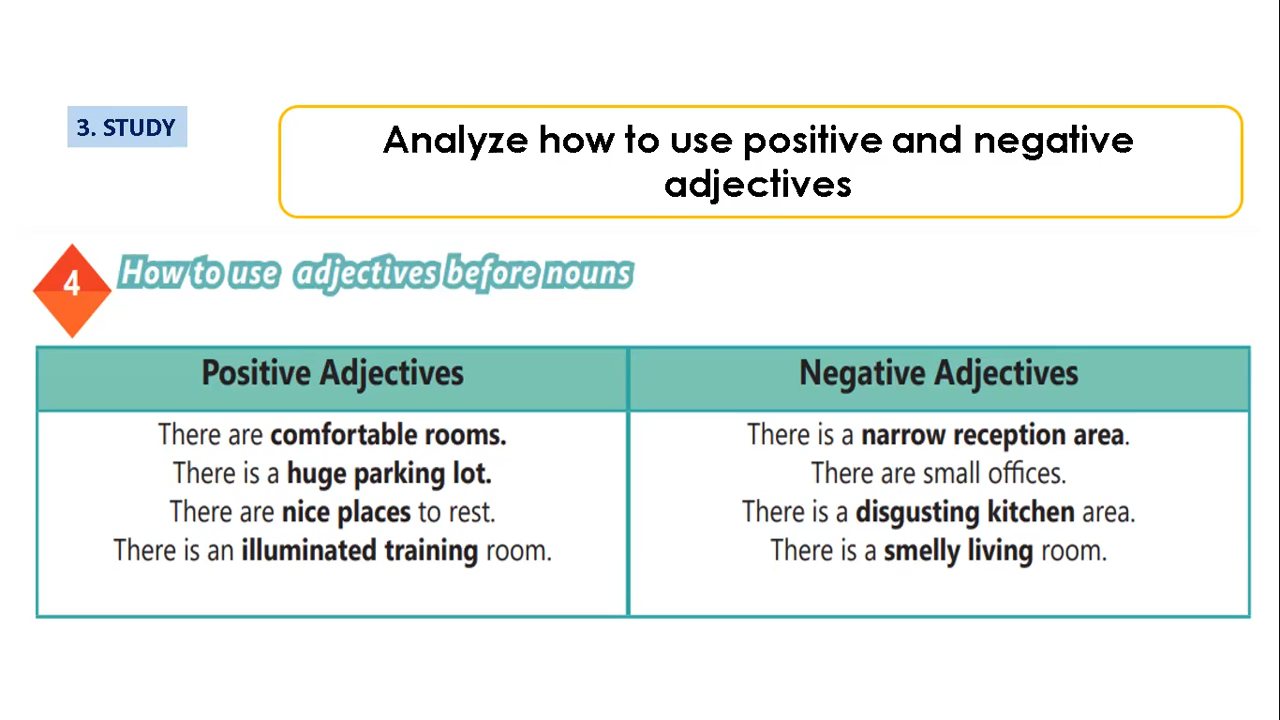 3. STUDY
Analyze how to use positive and negative
adjectives
4
How to use adjectives before nouns
Positive Adjectives
There are comfortable rooms.
There is a huge parking lot.
There are nice places to rest.
There is an illuminated training room.
Negative Adjectives
There is a narrow reception area.
There are small offices.
There is a disgusting kitchen area.
There is a smelly living room.